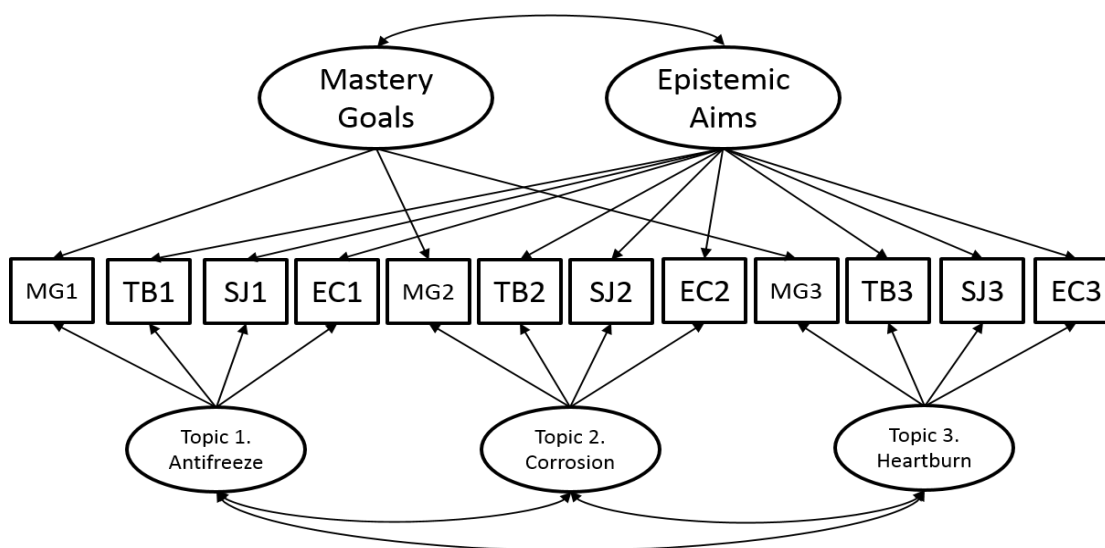 Mastery
Goals
Epistemic
Aims
MG1
TB1
SJ1
EC1
MG2
TB2
SJ2
EC2
MG3
TB3
SJ3
EC3
Topic 1.
Antifreeze
Topic 2.
Corrosion
Topic 3.
Heartburn